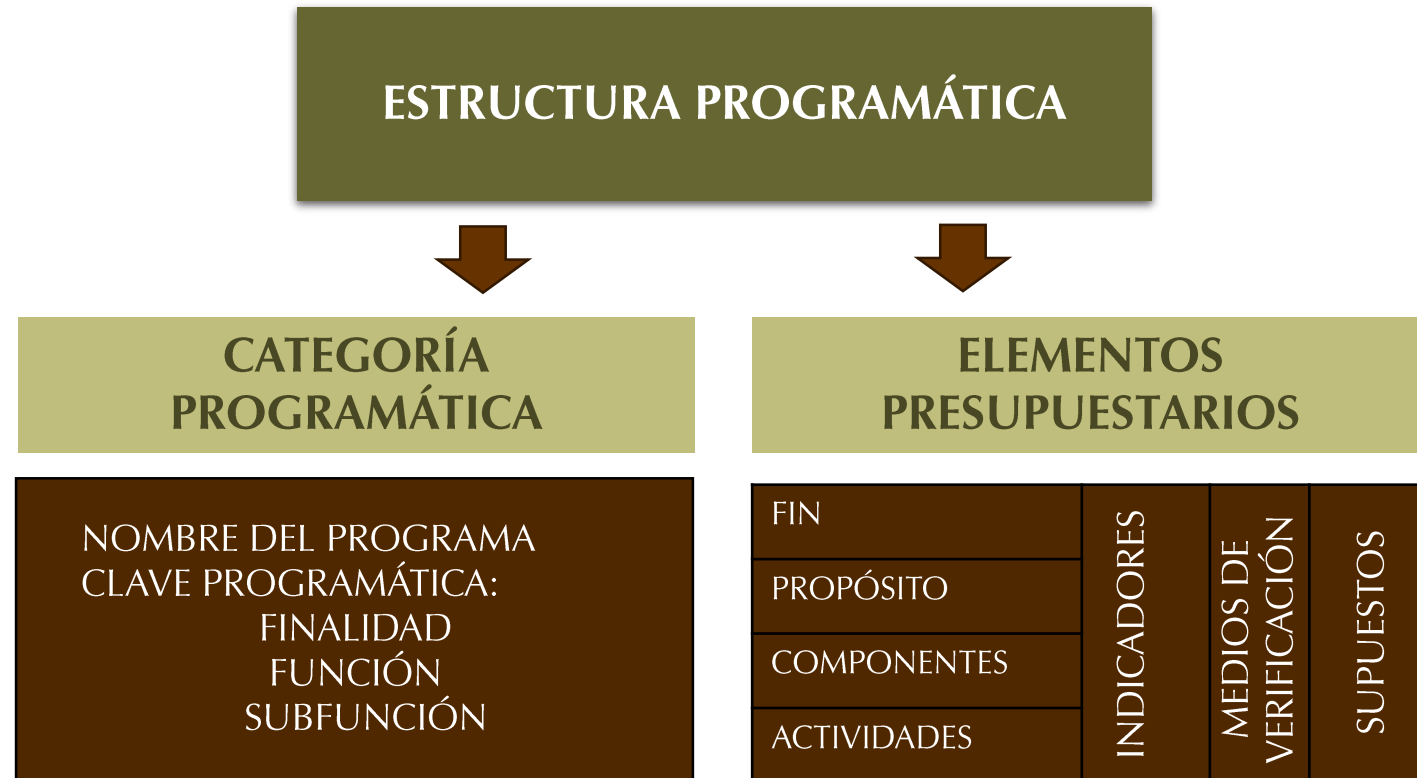 ESTRUCTURA PROGRAMÁTICA
CATEGORÍA
PROGRAMÁTICA
NOMBRE DEL PROGRAMA
CLAVE PROGRAMÁTICA:
FINALIDAD
FUNCIÓN
SUBFUNCIÓN
ELEMENTOS
PRESUPUESTARIOS
FIN
PROPÓSITO
COMPONENTES
ACTIVIDADES
INDICADORES
MEDIOS DE
VERIFICACIÓN
SUPUESTOS